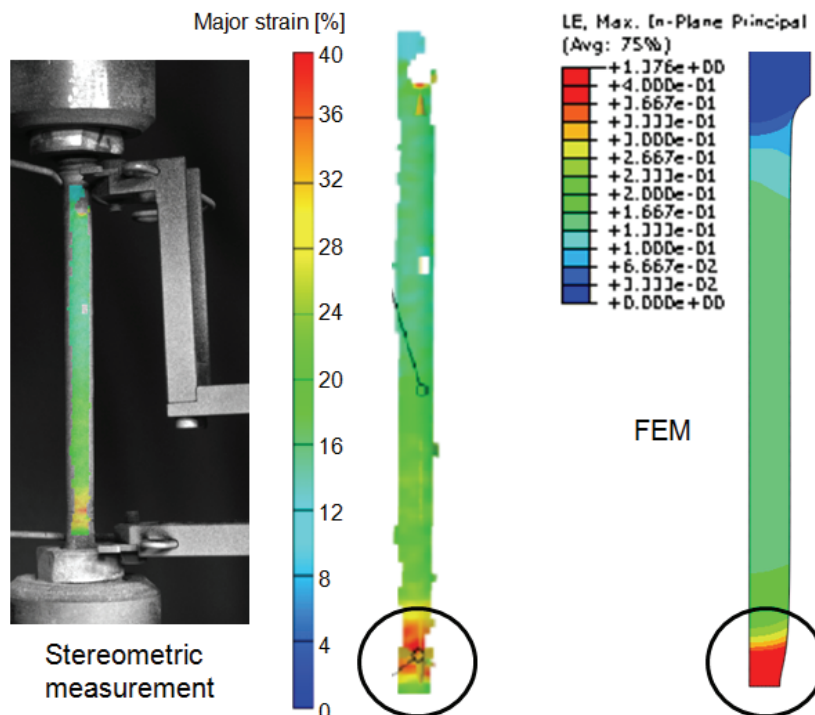 Major strain [%]
40
36
32
28
24
20
16
12
8
4
0
Stereometric
measurement
LE, Max. In-Plane Principal
(Avg: 75%)
+1.376e+00
+4.000e-01
+3.667e-01
+3.333e-01
+3.000e-01
+2.667e-01
+2.333e-01
+2.000e-01
+1.667e-01
+1.333e-01
+1.000e-01
+6.667e-02
+3.333e-02
+0.000e+00
FEM